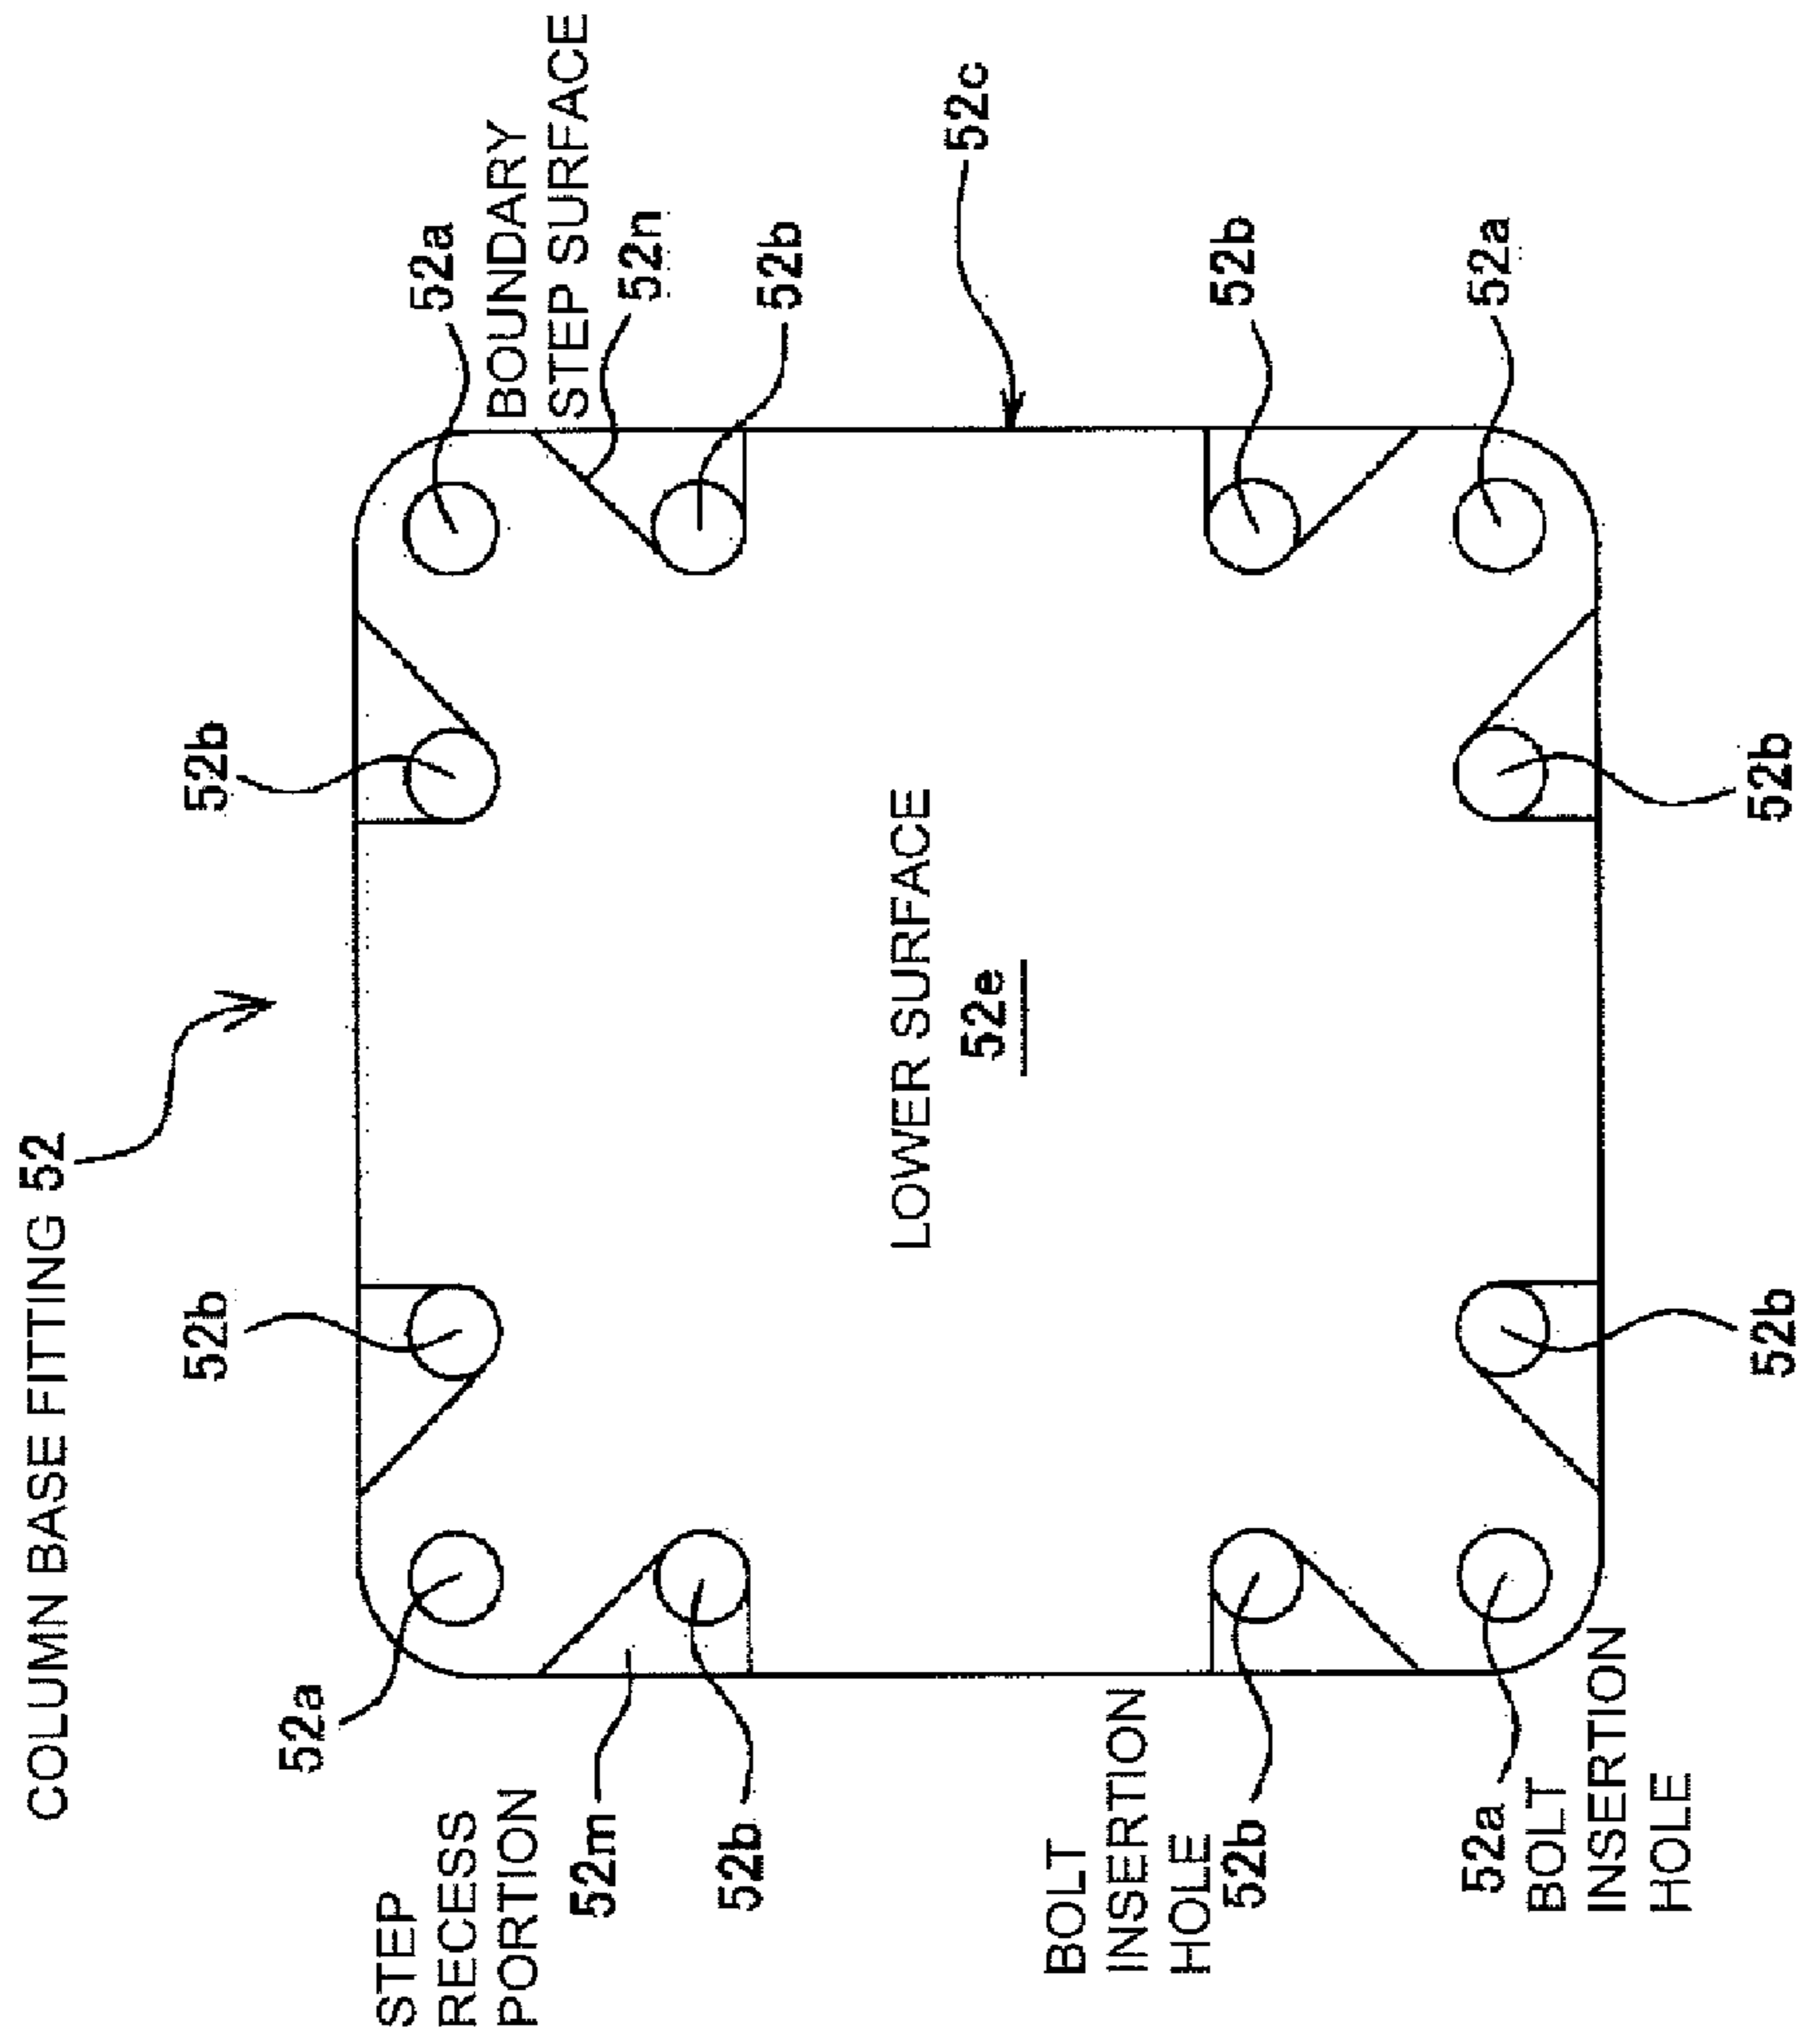 COLUMN BASE FITTING 52
52b
52b
52a
STEP
RECESS
PORTION
52m
52b
52a
BOUNDARY
STEP SURFACE
52n
52b
LOWER SURFACE
52e
52c
BOLT
INSERTION
HOLE
52b
52b
52a
BOLT
INSERTION
HOLE
52a
52b
52b